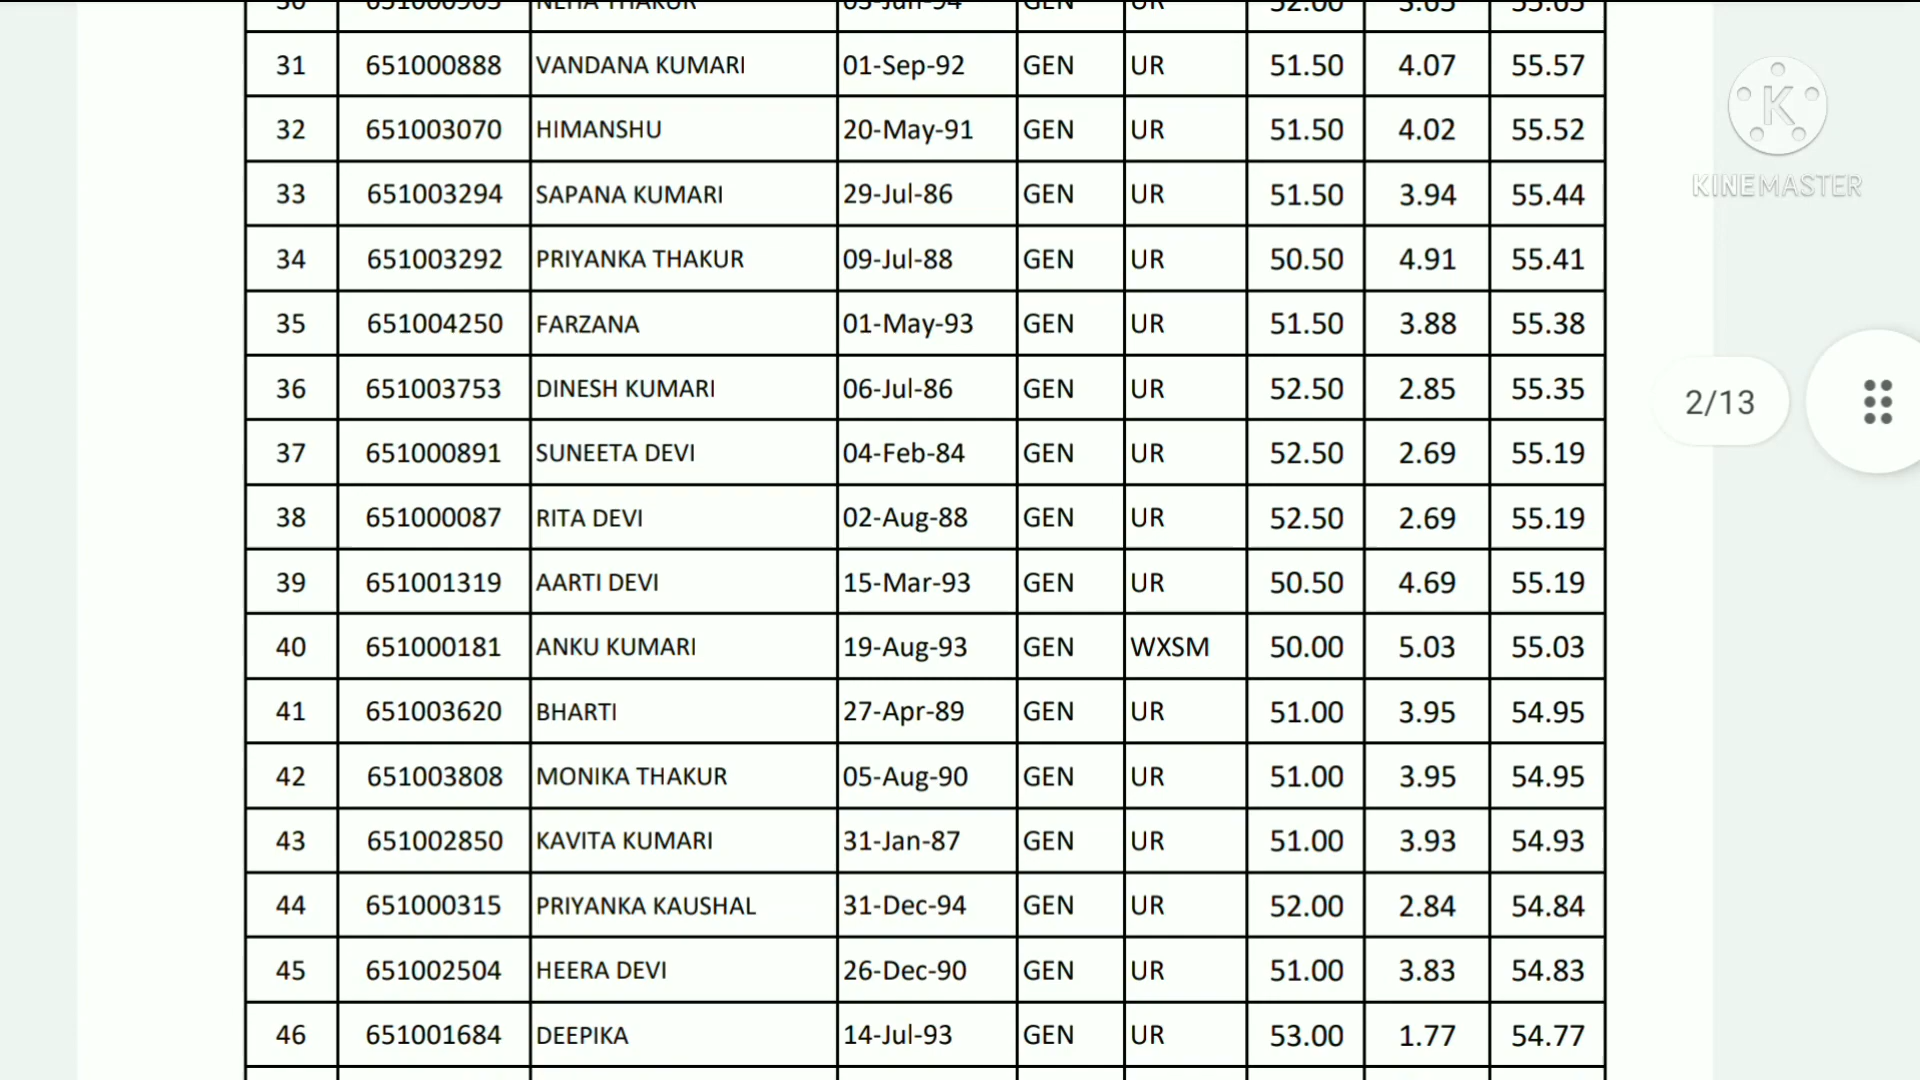 31 651000888 VANDANA KUMARI 01-Sep-92 GEN UR 51.50 4.07 55.57
32 651003070 HIMANSHU 20-May-91 GEN UR 51.50 4.02 55.52
33 651003294 SAPANA KUMARI 29-Jul-86 GEN UR 51.50 3.94 55.44
34 651003292 PRIYANKA THAKUR 09-Jul-88 GEN UR 50.50 4.91 55.41
35 651004250 FARZANA 01-May-93 GEN UR 51.50 3.88 55.38
36 651003753 DINESH KUMARI 06-Jul-86 GEN UR 52.50 2.85 55.35
37 651000891 SUNEETA DEVI 04-Feb-84 GEN UR 52.50 2.69 55.19
38 651000087 RITA DEVI 02-Aug-88 GEN UR 52.50 2.69 55.19
39 651001319 AARTI DEVI 15-Mar-93 GEN UR 50.50 4.69 55.19
40 651000181 ANKU KUMARI 19-Aug-93 GEN WXSM 50.00 5.03 55.03
41 651003620 BHARTI 27-Apr-89 GEN UR 51.00 3.95 54.95
42 651003808 MONIKA THAKUR 05-Aug-90 GEN UR 51.00 3.95 54.95
43 651002850 KAVITA KUMARI 31-Jan-87 GEN UR 51.00 3.93 54.93
44 651000315 PRIYANKA KAUSHAL 31-Dec-94 GEN UR 52.00 2.84 54.84
45 651002504 HEERA DEVI 26-Dec-90 GEN UR 51.00 3.83 54.83
46 651001684 DEEPIKA 14-Jul-93 GEN UR 53.00 1.77 54.77
K
KINEMASTER
2/13